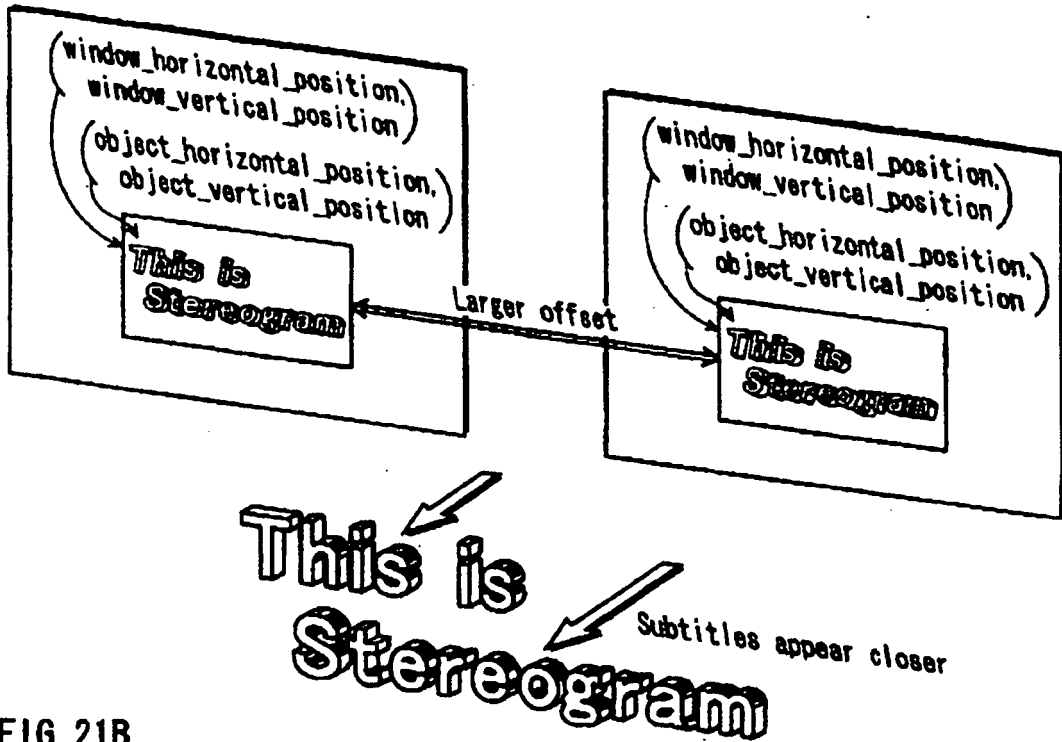 (window_horizontal_position,
window_vertical_position)
(object_horizontal_position,
object_vertical_position)
This is
Stereogram
Larger offset
(window_horizontal_position,
window_vertical_position)
(object_horizontal_position,
object_vertical_position)
This is
Stereogram
This is
Stereogram
Subtitles appear closer
FIG. 21B